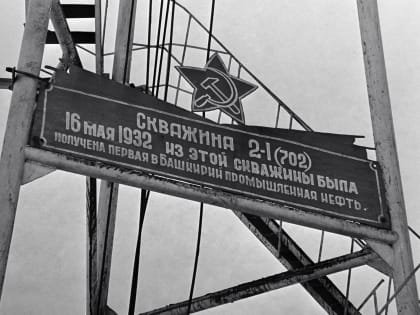 Скважина 2-1(702)
16 мая 1932 из этой скважины была
получена первая в Башкирии промышленная нефть.